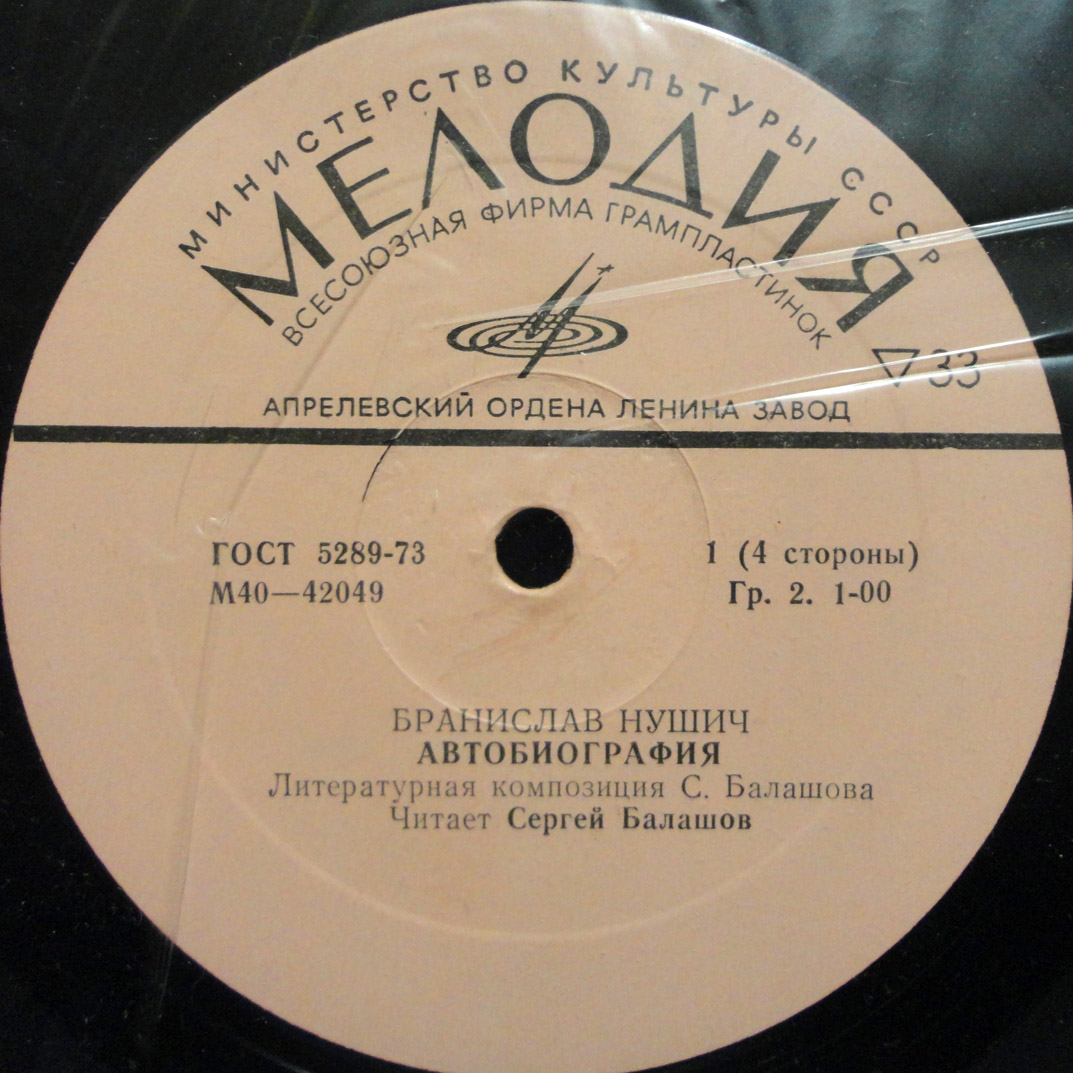 МИНИСТЕРСТВО КУЛЬТУРЫ СССР
МЕЛОДИЯ
ВСЕСОЮЗНАЯ ФИРМА ГРАМПЛАСТИНОК
33
АПРЕЛЕВСКИЙ ОРДЕНА ЛЕНИНА ЗАВОД
ГОСТ 5289-73
1 (4 стороны)
М40—42049
Гр. 2. 1-00
БРАНИСЛАВ НУШИЧ
АВТОБИОГРАФИЯ
Литературная композиция С. Балашова
Читает Сергей Балашов